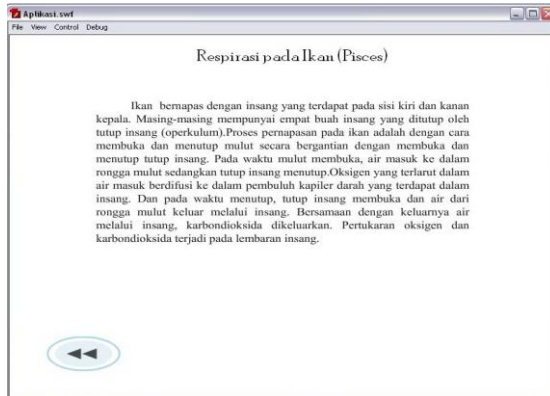 Aplikasi.swf
File View Control Debug
Respirasi pada Ikan (Pisces)
Ikan bernapas dengan insang yang terdapat pada sisi kiri dan kanan
kepala. Masing-masing mempunyai empat buah insang yang ditutup oleh
tutup insang (operkulum).Proses pernapasan pada ikan adalah dengan cara
membuka dan menutup mulut secara bergantian dengan membuka dan
menutup tutup insang. Pada waktu mulut membuka, air masuk ke dalam
rongga mulut sedangkan tutup insang menutup.Oksigen yang terlarut dalam
air masuk berdifusi ke dalam pembuluh kapiler darah yang terdapat dalam
insang. Dan pada waktu menutup, tutup insang membuka dan air dari
rongga mulut keluar melalui insang. Bersamaan dengan keluarnya air
melalui insang, karbondioksida dikeluarkan. Pertukaran oksigen dan
karbondioksida terjadi pada lembaran insang.